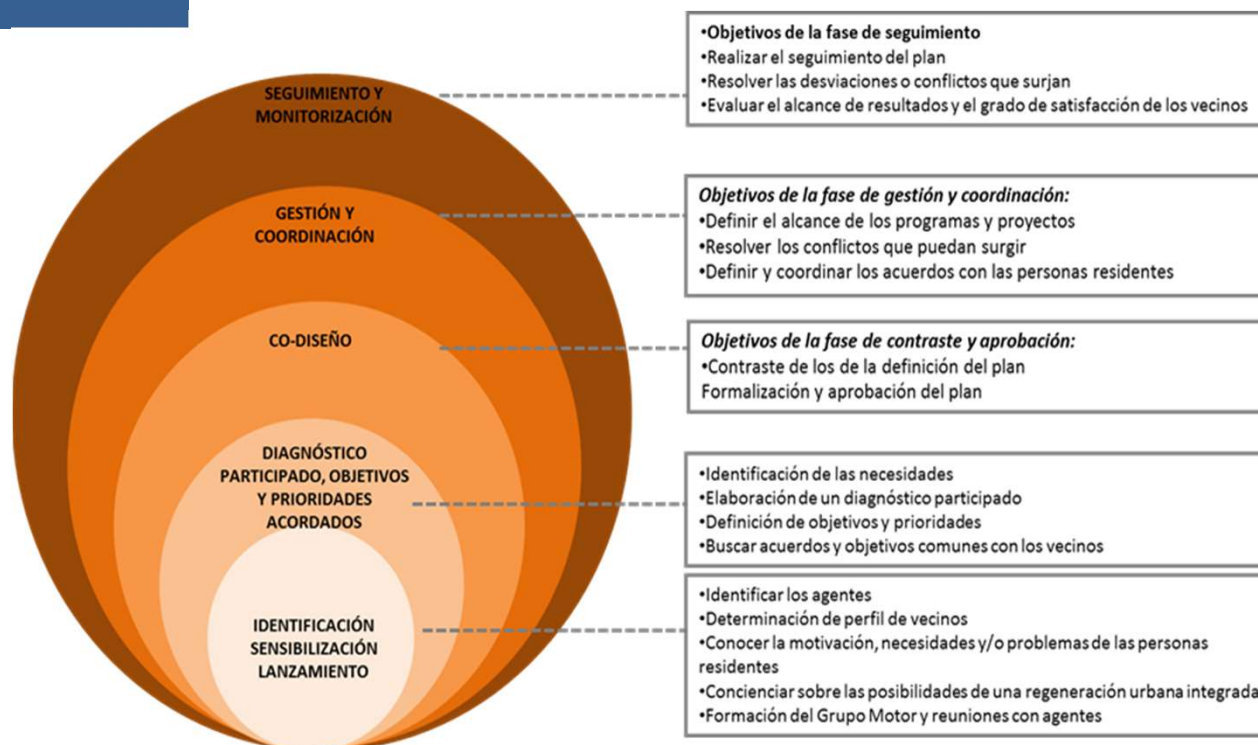 SEGUIMIENTO Y
MONITORIZACIÓN
•Objetivos de la fase de seguimiento
•Realizar el seguimiento del plan
•Resolver las desviaciones o conflictos que surjan
•Evaluar el alcance de resultados y el grado de satisfacción de los vecinos
GESTIÓN Y
COORDINACIÓN
Objetivos de la fase de gestión y coordinación:
•Definir el alcance de los programas y proyectos
•Resolver los conflictos que puedan surgir
•Definir y coordinar los acuerdos con las personas residentes
CO-DISEÑO
Objetivos de la fase de contraste y aprobación:
•Contraste de los de la definición del plan
Formalización y aprobación del plan
DIAGNÓSTICO
PARTICIPADO, OBJETIVOS
Y PRIORIDADES
ACORDADOS
•Identificación de las necesidades
•Elaboración de un diagnóstico participado
•Definición de objetivos y prioridades
•Buscar acuerdos y objetivos comunes con los vecinos
IDENTIFICACIÓN
SENSIBILIZACIÓN
LANZAMIENTO
•Identificar los agentes
•Determinación de perfil de vecinos
•Conocer la motivación, necesidades y/o problemas de las personas
residentes
•Concienciar sobre las posibilidades de una regeneración urbana integrada
•Formación del Grupo Motor y reuniones con agentes